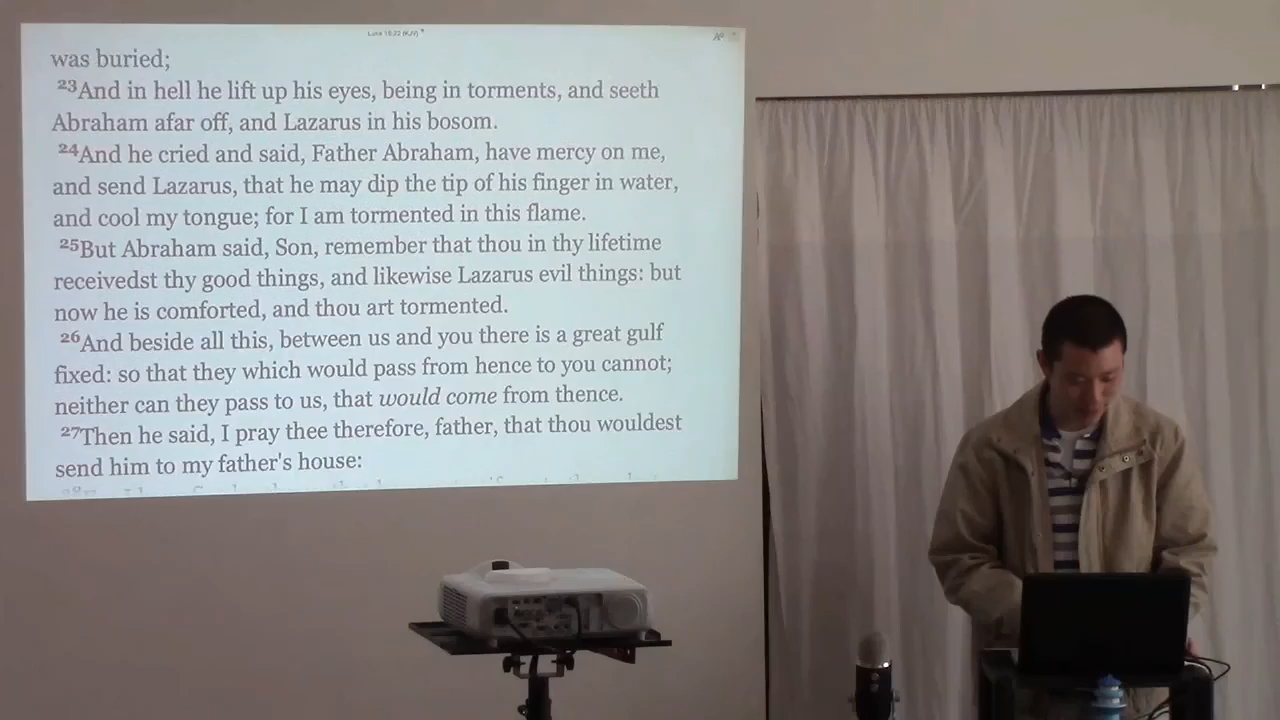 Luke 16:22 (KJV)
was buried;
23And in hell he lift up his eyes, being in torments, and seeth
Abraham afar off, and Lazarus in his bosom.
24And he cried and said, Father Abraham, have mercy on me,
and send Lazarus, that he may dip the tip of his finger in water,
and cool my tongue; for I am tormented in this flame.
25But Abraham said, Son, remember that thou in thy lifetime
receivedst thy good things, and likewise Lazarus evil things: but
now he is comforted, and thou art tormented.
26And beside all this, between us and you there is a great gulf
fixed: so that they which would pass from hence to you cannot;
neither can they pass to us, that would come from thence.
27Then he said, I pray thee therefore, father, that thou wouldest
send him to my father's house: